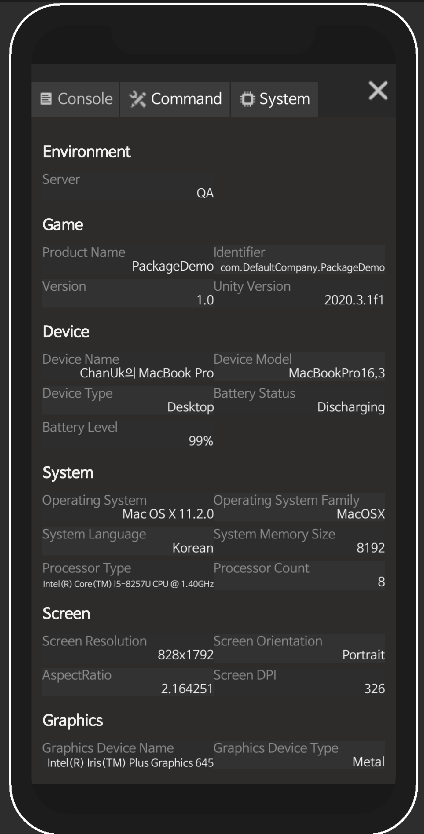 Console Command System
Environment
Server
QA
Game
Product Name Identifier
PackageDemo com.DefaultCompany.PackageDemo
Version Unity Version
1.0 2020.3.1f1
Device
Device Name Device Model
ChanUk의 MacBook Pro MacBookPro16,3
Device Type Battery Status
Desktop Discharging
Battery Level
99%
System
Operating System Operating System Family
Mac OS X 11.2.0 MacOSX
System Language System Memory Size
Korean 8192
Processor Type Processor Count
Intel(R) Core(TM) i5-8257U CPU @ 1.40GHz 8
Screen
Screen Resolution Screen Orientation
828x1792 Portrait
AspectRatio Screen DPI
2.164251 326
Graphics
Graphics Device Name Graphics Device Type
Intel(R) Iris(TM) Plus Graphics 645 Metal